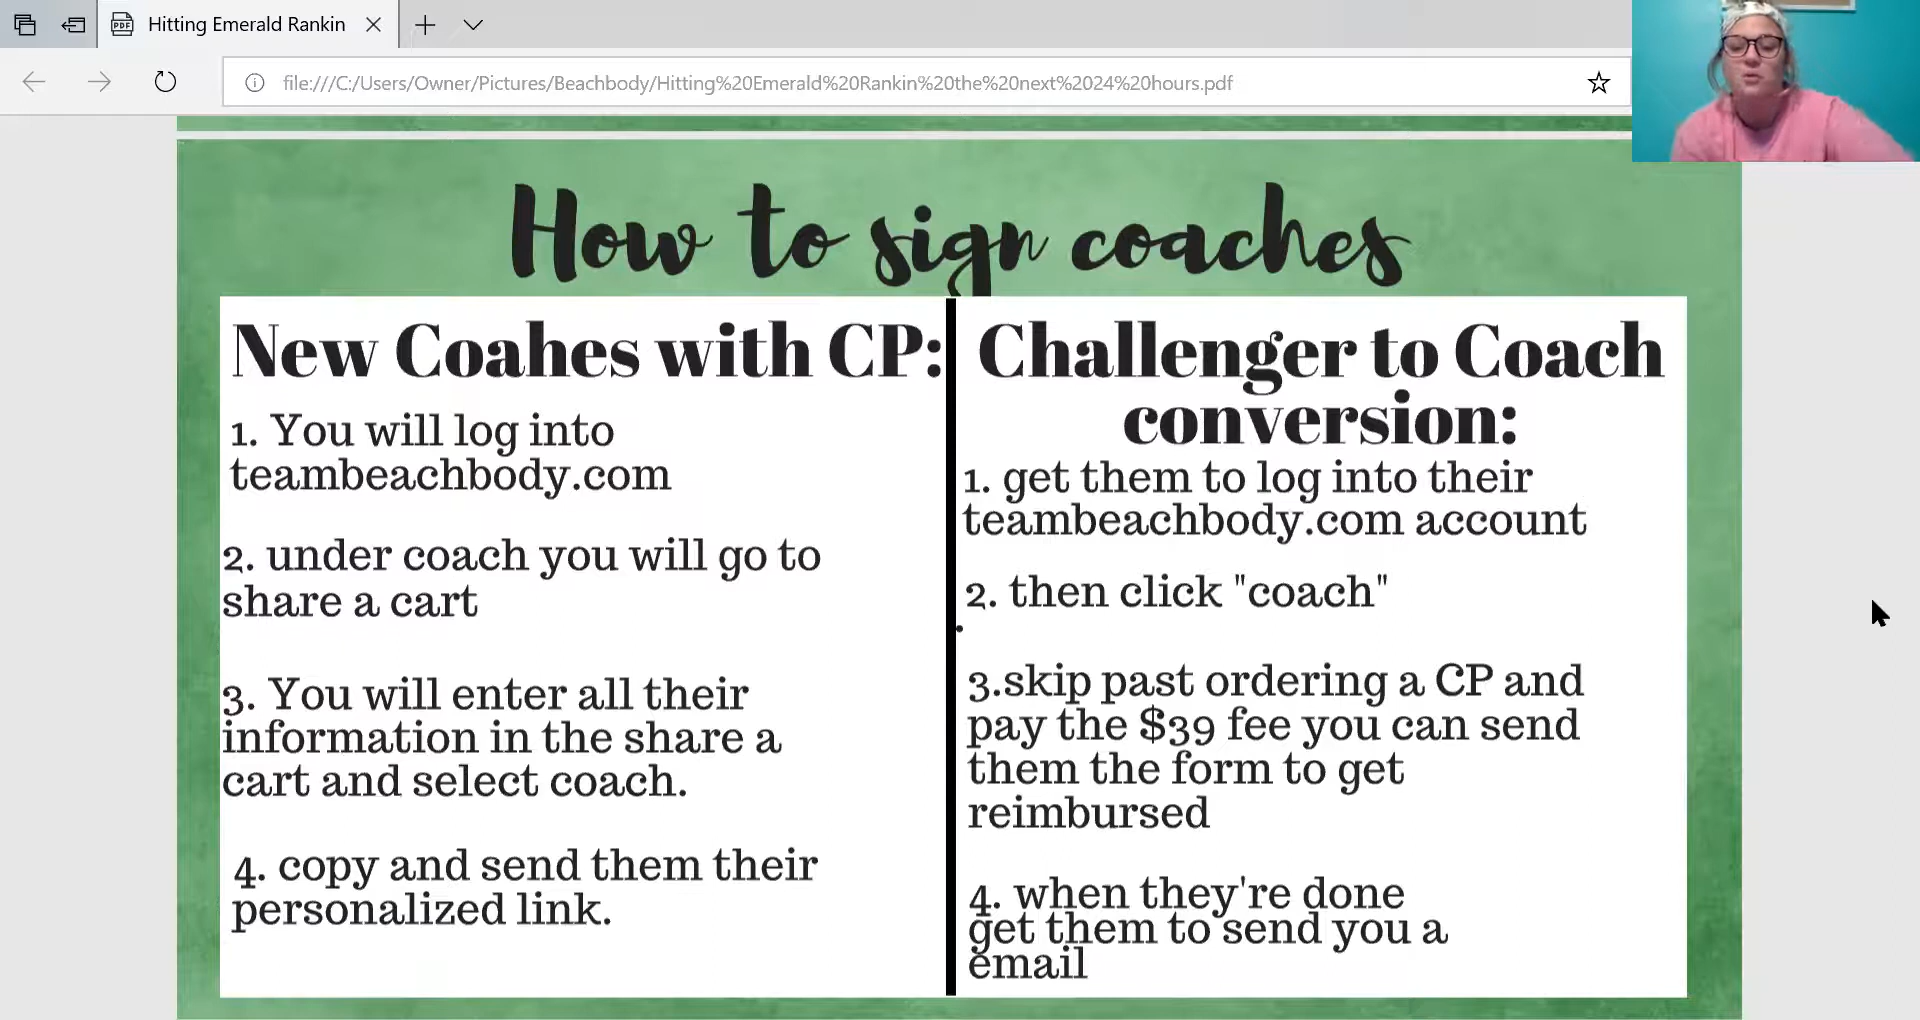 Hitting Emerald Rankin
file:///C:/Users/Owner/Pictures/Beachbody/Hitting%20Emerald%20Rankin%20the%20next%2024%20hours.pdf
How to sign coaches
New Coahes with CP:
1. You will log into
teambeachbody.com
2. under coach you will go to
share a cart
3. You will enter all their
information in the share a
cart and select coach.
4. copy and send them their
personalized link.
Challenger to Coach
conversion:
1. get them to log into their
teambeachbody.com account
2. then click "coach"
.
3.skip past ordering a CP and
pay the $39 fee you can send
them the form to get
reimbursed
4. when they're done
get them to send you a
email